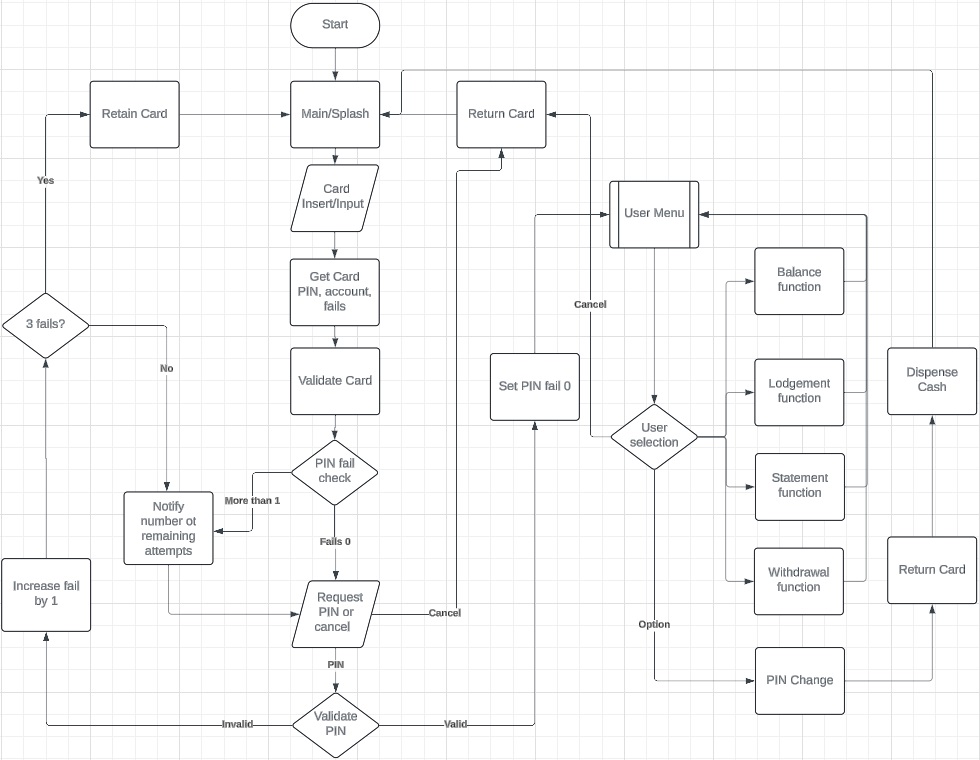 Start
Retain Card
Main/Splash
Return Card
Yes
Card
Insert/Input
User Menu
Get Card
PIN, account,
fails
Balance
function
Cancel
3 fails?
No
Validate Card
Set PIN fail 0
Lodgement
function
Dispense
Cash
User
selection
PIN fail
check
More than 1
Statement
function
Notify
number of
remaining
attempts
Fails 0
Increase fail
by 1
Request
PIN or
cancel
Cancel
Withdrawal
function
Return Card
Option
PIN
PIN Change
Invalid
Validate
PIN
Valid